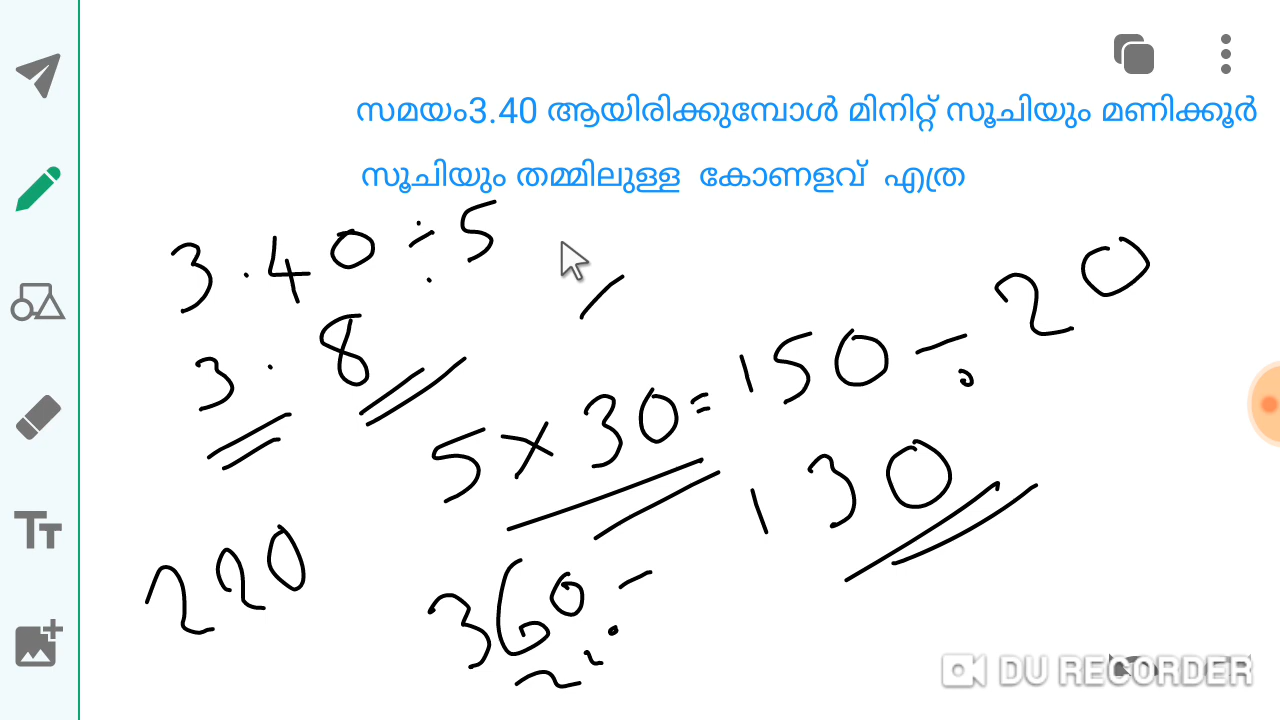 സമയം3.40 ആയിരിക്കുമ്പോൾ മിനിറ്റ് സൂചിയും മണിക്കൂർ
സൂചിയും തമ്മിലുള്ള കോണളവ് എത്ര
3.40÷5
3.8
5×30=150-20
130
220
360-
TT
DU RECORDER